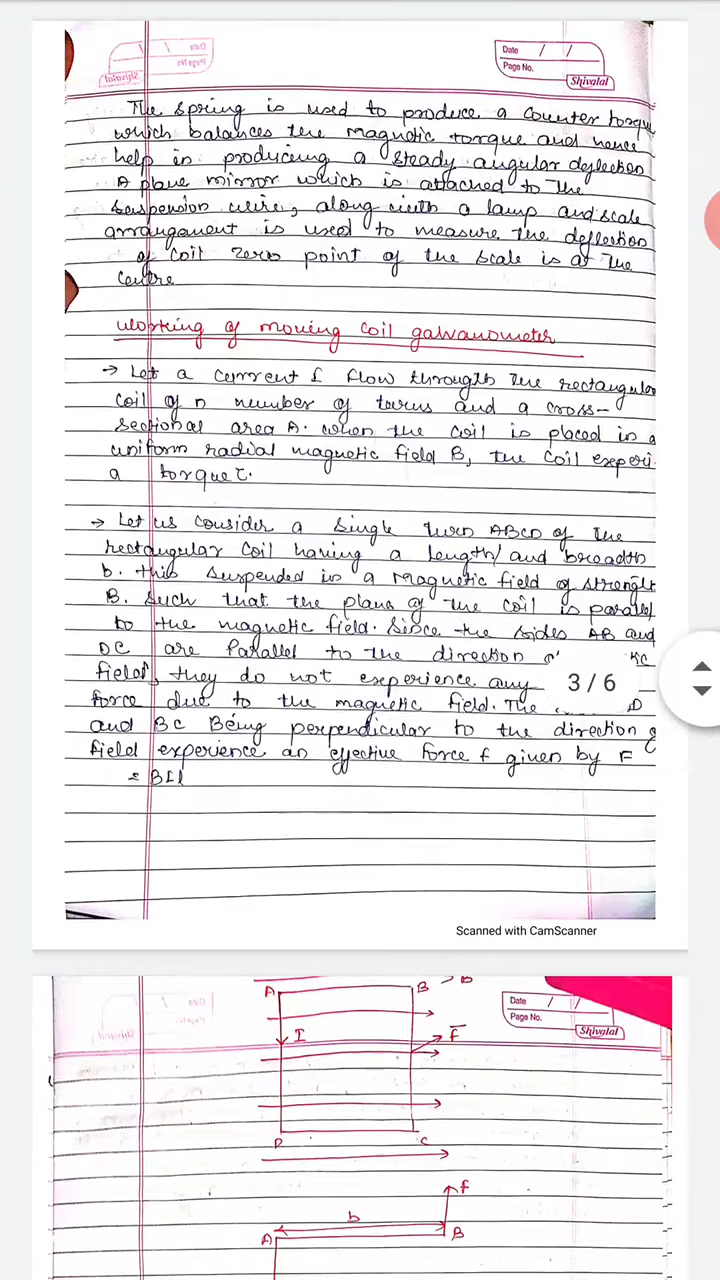 Date / /
Page No.
Shivalal
The spring is used to produce a counter torque
which balances the magnetic torque and hence
help in produceing a steady angular deflection
A plane mirror which is attached to the
suspension wire, along with a lamp and scale
arrangement is used to measure the deflection
of coil zero point of the scale is at the
centre
Working of moving coil galvanometer
→ Let a current I flow through the rectangular
coil of n number of turns and a cross-
sectional area A. when the coil is placed in a
uniform radial magnetic field B, the coil experi
a torque τ.
→ Let us consider a single turn ABCD of the
rectangular coil having a length l and breadth
b. this suspended in a magnetic field of strength
B. such that the plane of the coil is parallel
to the magnetic field. Since the sides AB and
DC are parallel to the direction
field, they do not experience any
3 / 6
force due to the magnetic field. The D
and BC Being perpendicular to the direction of
field experience an effective force f given by F
= BIl
Scanned with CamScanner
A B B
Date / /
Page No.
Shivalal
I F
D C
f
b
A B